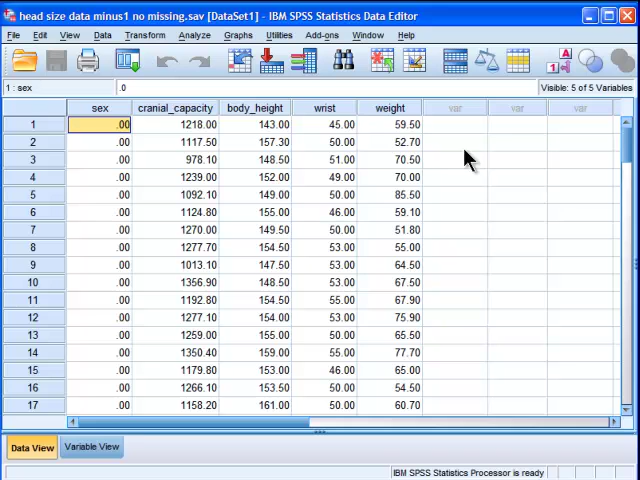 head size data minus1 no missing.sav [DataSet1] - IBM SPSS Statistics Data Editor
File Edit View Data Transform Analyze Graphs Utilities Add-ons Window Help
1 : sex .0 Visible: 5 of 5 Variables
sex cranial_capacity body_height wrist weight var var var
1 .00 1218.00 143.00 45.00 59.50
2 .00 1117.50 157.30 50.00 52.70
3 .00 978.10 148.50 51.00 70.50
4 .00 1239.00 152.00 49.00 70.00
5 .00 1092.10 149.00 50.00 85.50
6 .00 1124.80 155.00 46.00 59.10
7 .00 1270.00 149.50 50.00 51.80
8 .00 1277.70 154.50 53.00 55.00
9 .00 1013.10 147.50 53.00 64.50
10 .00 1356.90 148.50 53.00 67.50
11 .00 1192.80 154.50 55.00 67.90
12 .00 1277.10 154.00 53.00 75.90
13 .00 1259.00 155.00 50.00 65.50
14 .00 1350.40 159.00 55.00 77.70
15 .00 1179.80 153.00 46.00 65.00
16 .00 1266.10 153.50 50.00 54.50
17 .00 1158.20 161.00 50.00 60.70
Data View Variable View
IBM SPSS Statistics Processor is ready